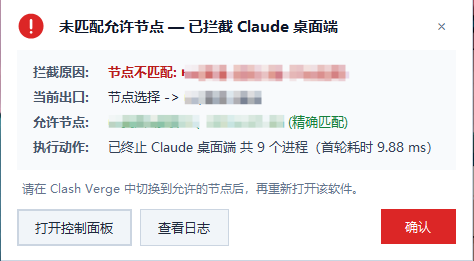 未匹配允许节点 — 已拦截 Claude 桌面端
拦截原因: 节点不匹配:
当前出口: 节点选择 ->
允许节点: (精确匹配)
执行动作: 已终止 Claude 桌面端 共 9 个进程（首轮耗时 9.88 ms）
请在 Clash Verge 中切换到允许的节点后，再重新打开该软件。
打开控制面板 查看日志 确认